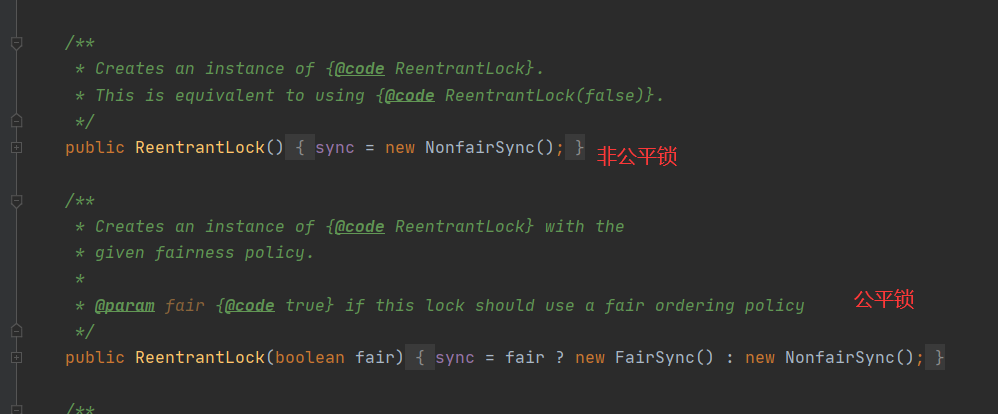 /**
* Creates an instance of {@code ReentrantLock}.
* This is equivalent to using {@code ReentrantLock(false)}.
*/
public ReentrantLock() { sync = new NonfairSync(); } 非公平锁
/**
* Creates an instance of {@code ReentrantLock} with the
* given fairness policy.
*
* @param fair {@code true} if this lock should use a fair ordering policy 公平锁
*/
public ReentrantLock(boolean fair) { sync = fair ? new FairSync() : new NonfairSync(); }
/**